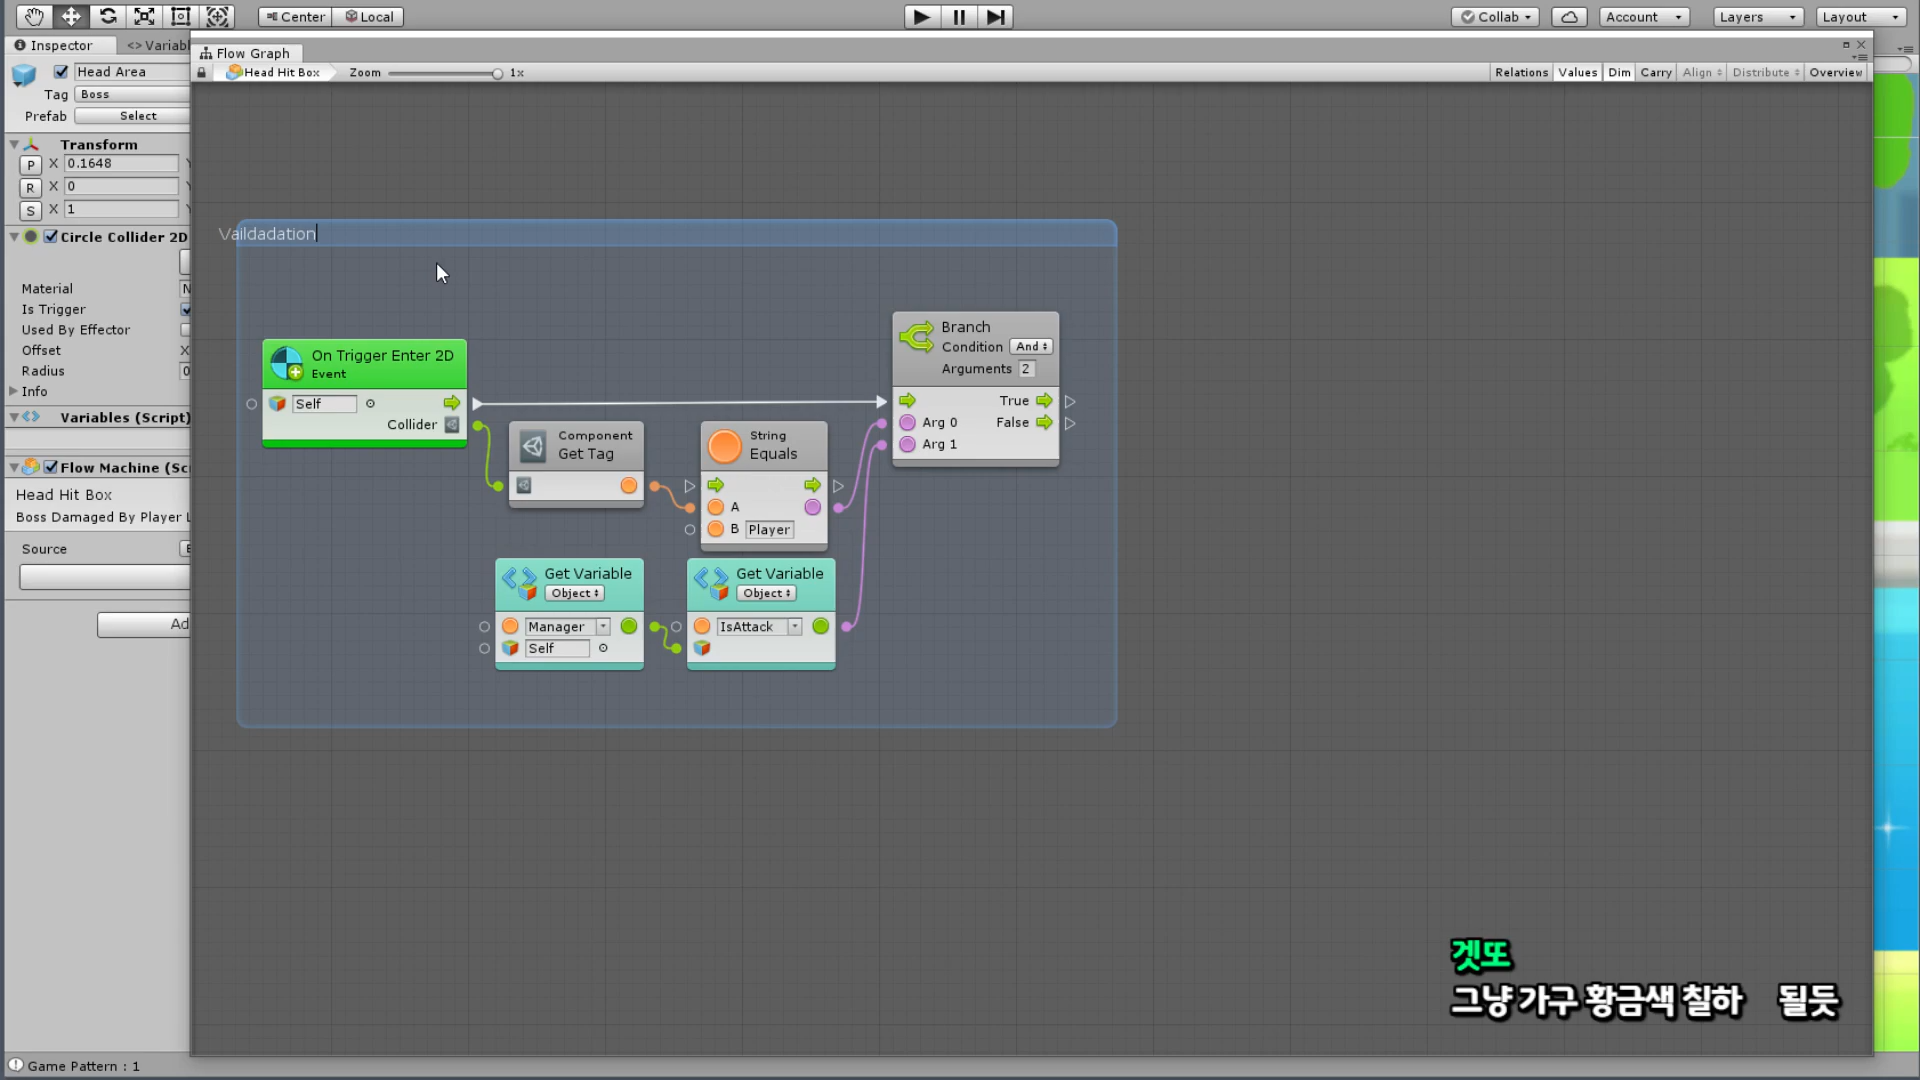 Center
Local
Collab
Account
Layers
Layout
Inspector
<> Variabl
Flow Graph
Head Area
Head Hit Box
Zoom
1x
Relations
Values
Dim
Carry
Align
Distribute
Overview
Tag Boss
Prefab Select
Transform
P X 0.1648
R X 0
S X 1
Circle Collider 2D
Material
Is Trigger
Used By Effector
Offset X
Radius 0
Info
Variables (Script)
Flow Machine (Sc
Head Hit Box
Boss Damaged By Player L
Source
Ad
Vaildadation
On Trigger Enter 2D
Event
Self
Collider
Component
Get Tag
String
Equals
A
B Player
Branch
Condition And
Arguments 2
True
Arg 0 False
Arg 1
Get Variable
Object
Manager
Self
Get Variable
Object
IsAttack
겟또
그냥 가구 황금색 칠하 될듯
Game Pattern : 1